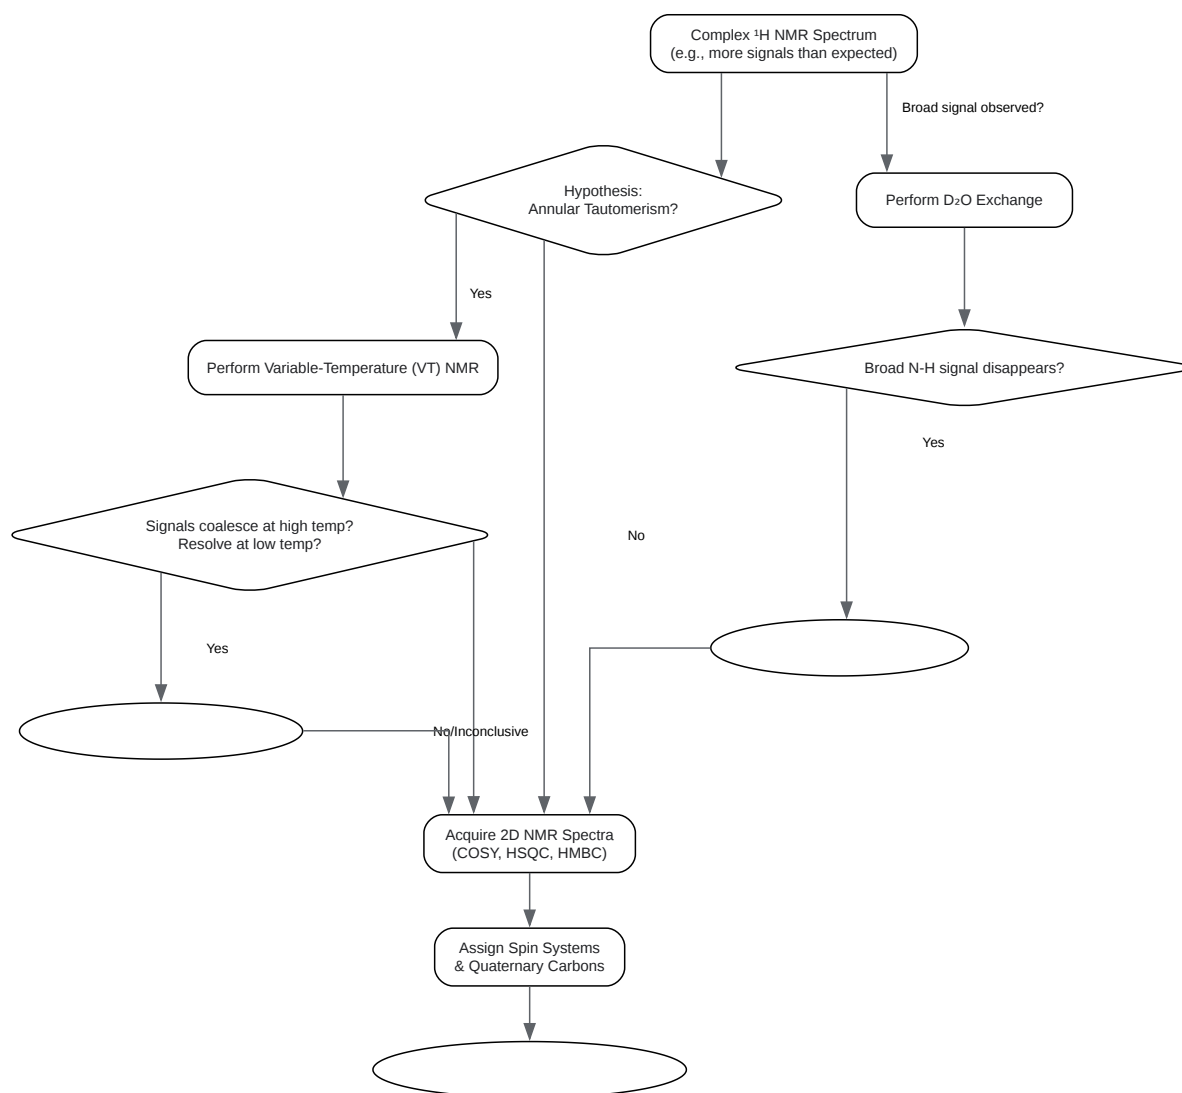 Complex ¹H NMR Spectrum
(e.g., more signals than expected)
Broad signal observed?
Hypothesis:
Annular Tautomerism?
Perform D₂O Exchange
Yes
Perform Variable-Temperature (VT) NMR
Broad N-H signal disappears?
Yes
Signals coalesce at high temp?
Resolve at low temp?
No
Yes
No/Inconclusive
Acquire 2D NMR Spectra
(COSY, HSQC, HMBC)
Assign Spin Systems
& Quaternary Carbons